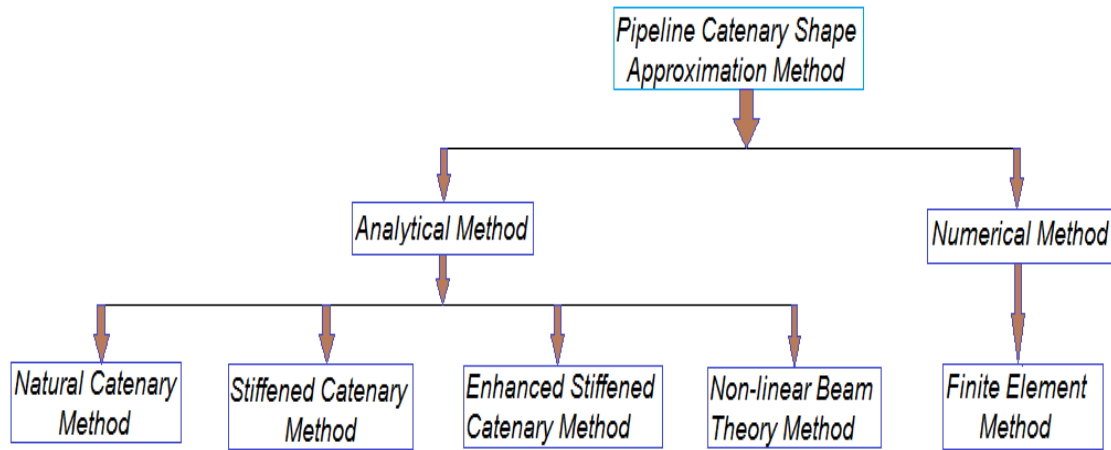 Pipeline Catenary Shape
Approximation Method
Analytical Method
Numerical Method
Natural Catenary
Method
Stiffened Catenary
Method
Enhanced Stiffened
Catenary Method
Non-linear Beam
Theory Method
Finite Element
Method